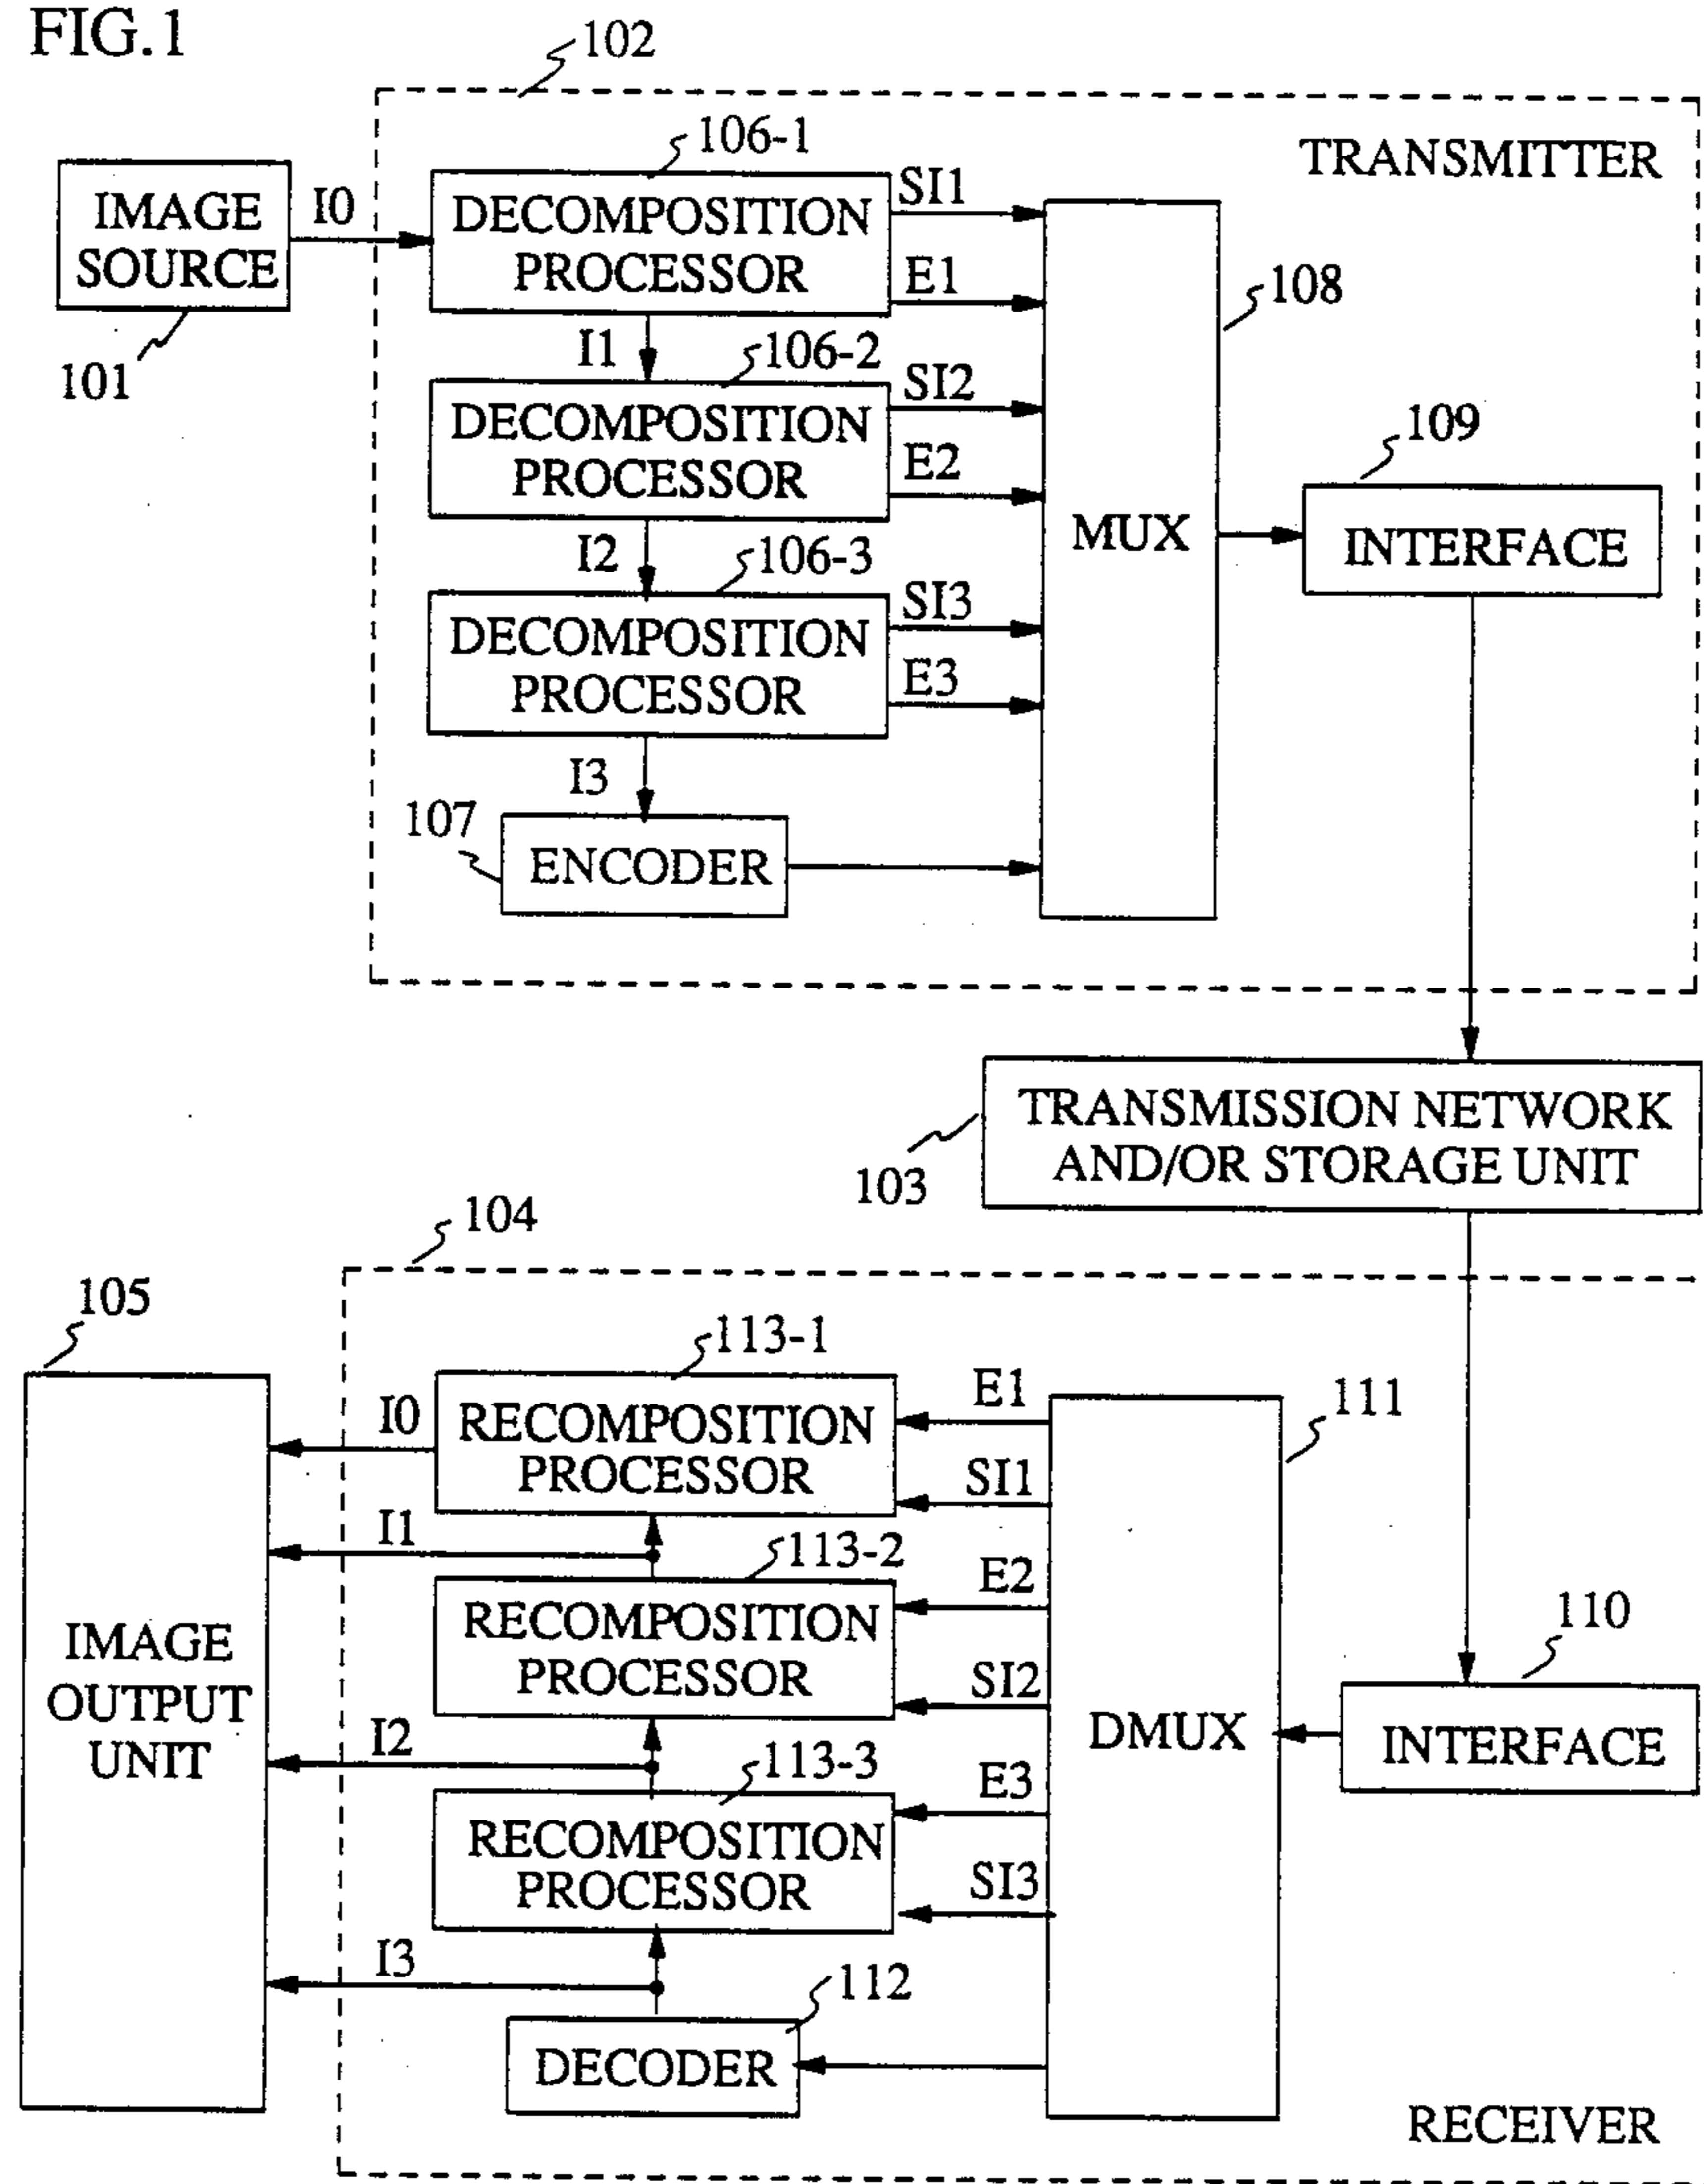 FIG.1
102
106-1
TRANSMITTER
IMAGE
SOURCE
I0
DECOMPOSITION
PROCESSOR
SI1
E1
108
101
I1
106-2
DECOMPOSITION
PROCESSOR
SI2
E2
109
MUX
INTERFACE
I2
106-3
DECOMPOSITION
PROCESSOR
SI3
E3
I3
107
ENCODER
TRANSMISSION NETWORK
AND/OR STORAGE UNIT
103
104
105
113-1
E1
111
I0
RECOMPOSITION
PROCESSOR
SI1
I1
113-2
E2
110
IMAGE
OUTPUT
UNIT
RECOMPOSITION
PROCESSOR
SI2
DMUX
INTERFACE
I2
113-3
E3
RECOMPOSITION
PROCESSOR
SI3
I3
112
DECODER
RECEIVER